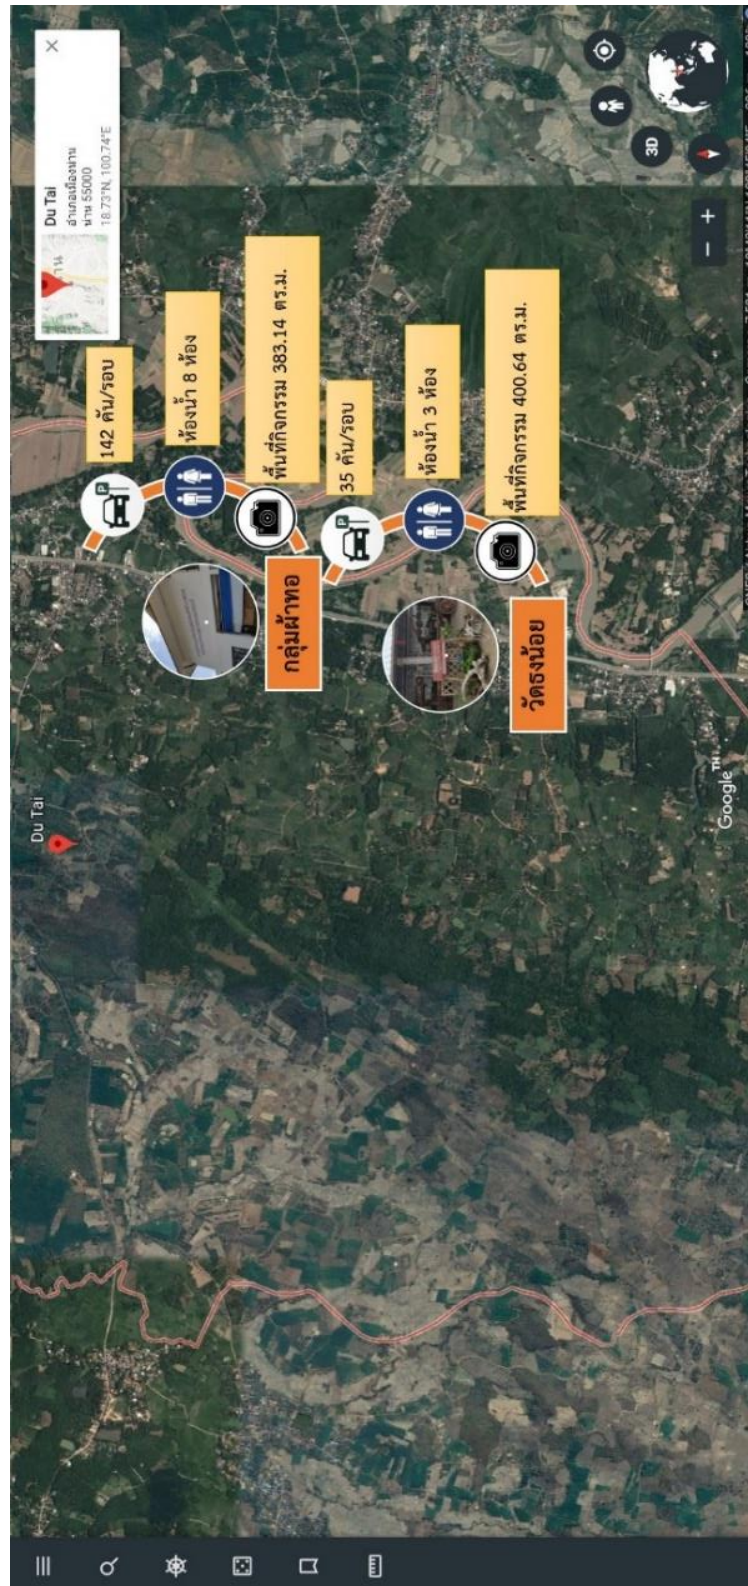 Du Tai
อำเภอเมืองน่าน
น่าน 55000
18.73°N, 100.74°E
น่าน
142 คัน/รอบ
ห้องน้ำ 8 ห้อง
พื้นที่กิจกรรม 383.14 ตร.ม.
กลุ่มผ้าทอ
35 คัน/รอบ
ห้องน้ำ 3 ห้อง
พื้นที่กิจกรรม 400.64 ตร.ม.
วัดธงน้อย
P
P
Du Tai
3D
Google
TH